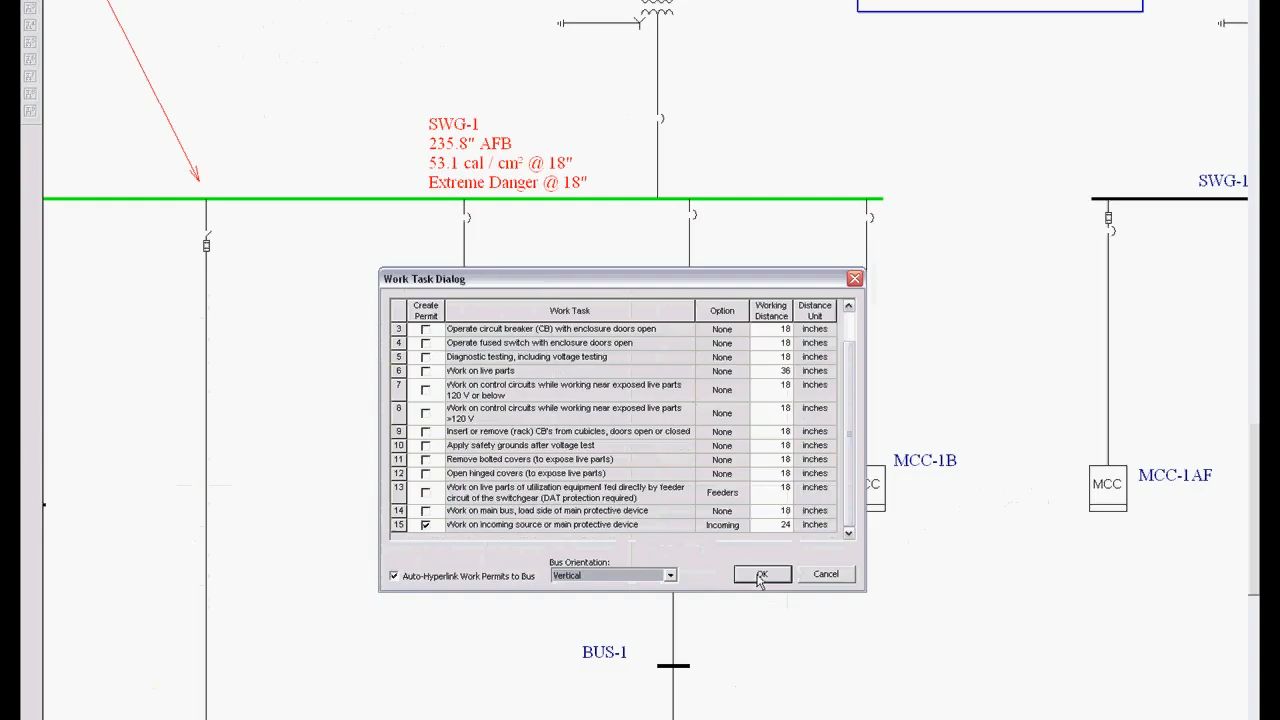 SWG-1
235.8" AFB
53.1 cal / cm² @ 18"
Extreme Danger @ 18"
SWG-1
Work Task Dialog
Create Permit Work Task Option Working Distance Distance Unit
3 Operate circuit breaker (CB) with enclosure doors open None 18 inches
4 Operate fused switch with enclosure doors open None 18 inches
5 Diagnostic testing, including voltage testing None 18 inches
6 Work on live parts None 36 inches
7 Work on control circuits while working near exposed live parts 120 V or below None 18 inches
8 Work on control circuits while working near exposed live parts >120 V None 18 inches
9 Insert or remove (rack) CB's from cubicles, doors open or closed None 18 inches
10 Apply safety grounds after voltage test None 18 inches
11 Remove bolted covers (to expose live parts) None 18 inches
12 Open hinged covers (to expose live parts) None 18 inches
13 Work on live parts of utilization equipment fed directly by feeder circuit of the switchgear (DAT protection required) Feeders 18 inches
14 Work on main bus, load side of main protective device None 18 inches
15 Work on incoming source or main protective device Incoming 24 inches
Auto-Hyperlink Work Permits to Bus
Bus Orientation:
Vertical
OK
Cancel
MCC-1B
CC
MCC
MCC-1AF
BUS-1